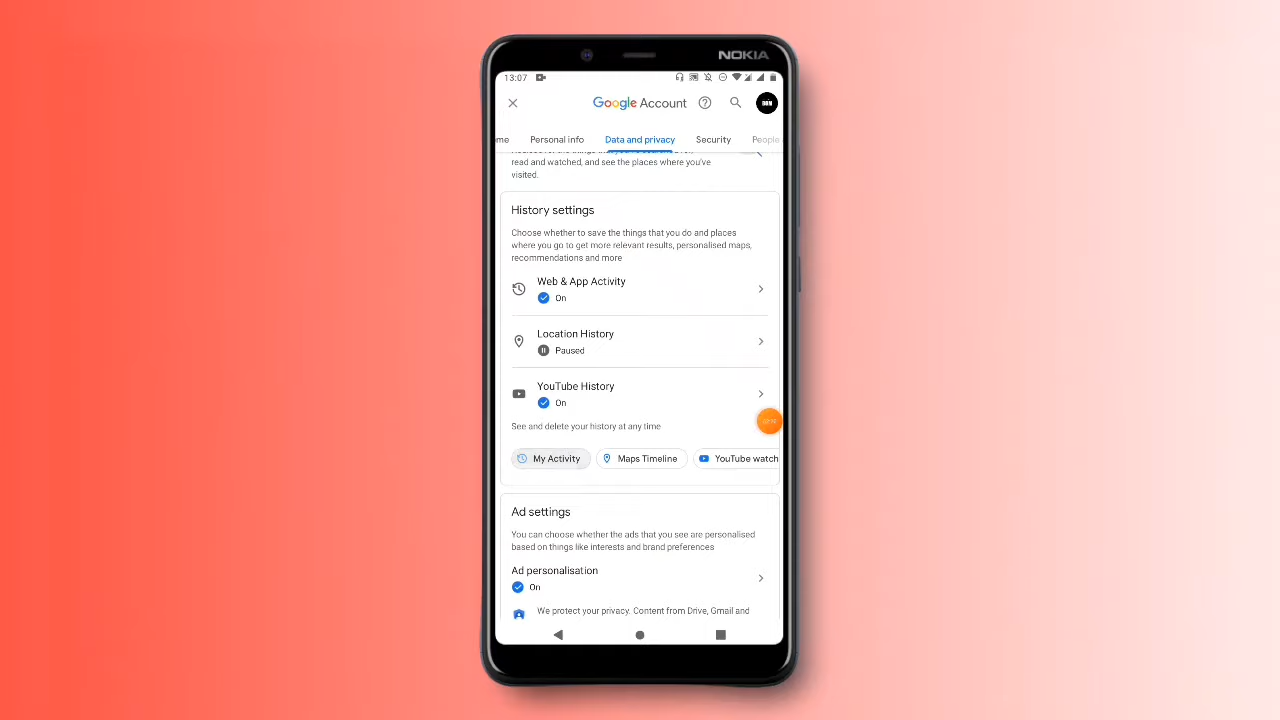 NOKIA
13:07
Google Account
me Personal info Data and privacy Security People
read and watched, and see the places where you've
visited.
History settings
Choose whether to save the things that you do and places
where you go to get more relevant results, personalised maps,
recommendations and more
Web & App Activity
On
Location History
Paused
YouTube History
On
See and delete your history at any time
My Activity Maps Timeline YouTube watch
Ad settings
You can choose whether the ads that you see are personalised
based on things like interests and brand preferences
Ad personalisation
On
We protect your privacy. Content from Drive, Gmail and